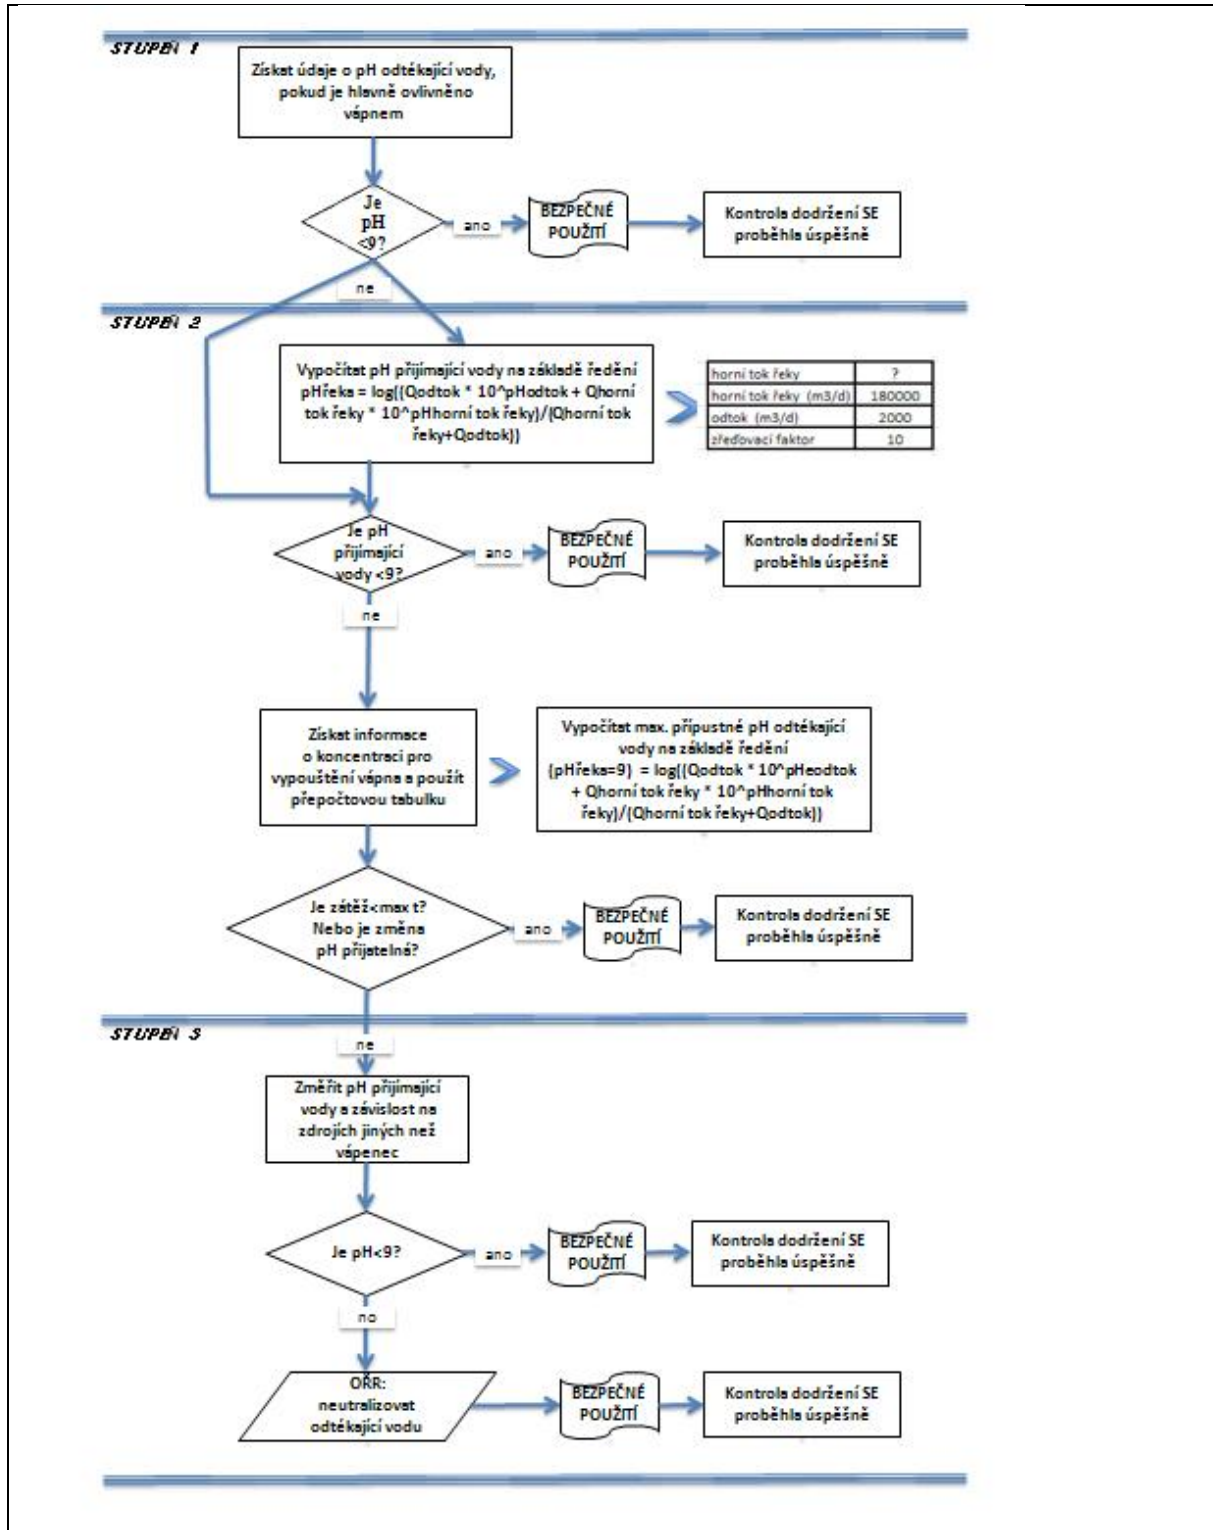 STUPEŇ 1
Získat údaje o pH odtékající vody,
pokud je hlavně ovlivněno
vápnem
Je
pH
<9?
ano
BEZPEČNÉ
POUŽITÍ
Kontrola dodržení SE
proběhla úspěšně
ne
STUPEŇ 2
Vypočítat pH přijímající vody na základě ředění
pHřeka = log((Qodtok * 10^pHodtok + Qhorní
tok řeky * 10^pHhorní tok řeky)/(Qhorní tok
řeky+Qodtok))
horní tok řeky ?
horní tok řeky (m3/d) 180000
odtok (m3/d) 2000
zřeďovací faktor 10
Je pH
přijímající
vody <9?
ano
BEZPEČNÉ
POUŽITÍ
Kontrola dodržení SE
proběhla úspěšně
ne
Získat informace
o koncentraci pro
vypouštění vápna a použít
přepočtovou tabulku
Vypočítat max. přípustné pH odtékající
vody na základě ředění
(pHřeka=9) = log((Qodtok * 10^pHeodtok
+ Qhorní tok řeky * 10^pHhorní tok
řeky)/(Qhorní tok řeky+Qodtok))
Je zátěž<max t?
Nebo je změna
pH přijatelná?
ano
BEZPEČNÉ
POUŽITÍ
Kontrola dodržení SE
proběhla úspěšně
STUPEŇ 3
ne
Změřit pH přijímající
vody a závislost na
zdrojích jiných než
vápenec
Je pH<9?
ano
BEZPEČNÉ
POUŽITÍ
Kontrola dodržení SE
proběhla úspěšně
no
OŘR:
neutralizovat
odtékající vodu
BEZPEČNÉ
POUŽITÍ
Kontrola dodržení SE
proběhla úspěšně